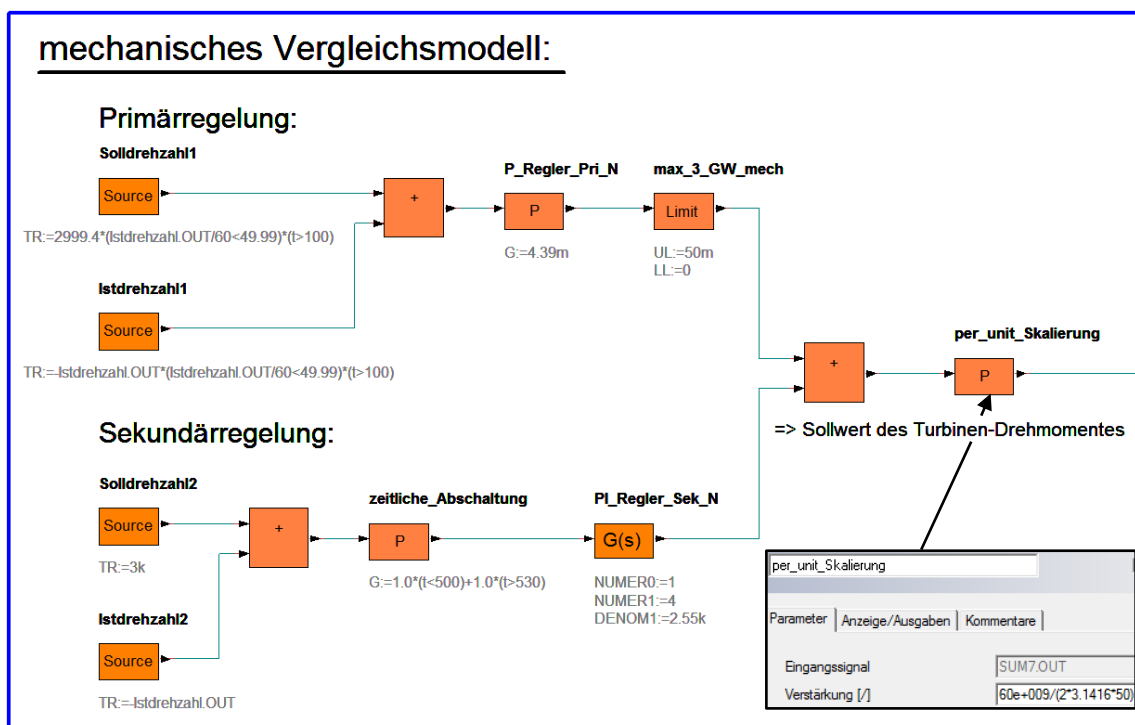 mechanisches Vergleichsmodell:
Primärregelung:
Solldrehzahl1
Source
TR:=2999.4*(Istdrehzahl.OUT/60<49.99)*(t>100)
Istdrehzahl1
Source
TR:=-Istdrehzahl.OUT*(Istdrehzahl.OUT/60<49.99)*(t>100)
+
P_Regler_Pri_N
P
G:=4.39m
max_3_GW_mech
Limit
UL:=50m
LL:=0
+
per_unit_Skalierung
P
=> Sollwert des Turbinen-Drehmomentes
Sekundärregelung:
Solldrehzahl2
Source
TR:=3k
Istdrehzahl2
Source
TR:=-Istdrehzahl.OUT
+
zeitliche_Abschaltung
P
G:=1.0*(t<500)+1.0*(t>530)
PI_Regler_Sek_N
G(s)
NUMER0:=1
NUMER1:=4
DENOM1:=2.55k
per_unit_Skalierung
Parameter Anzeige/Ausgaben Kommentare
Eingangssignal SUM7.OUT
Verstärkung [/] 60e+009/(2*3.1416*50)